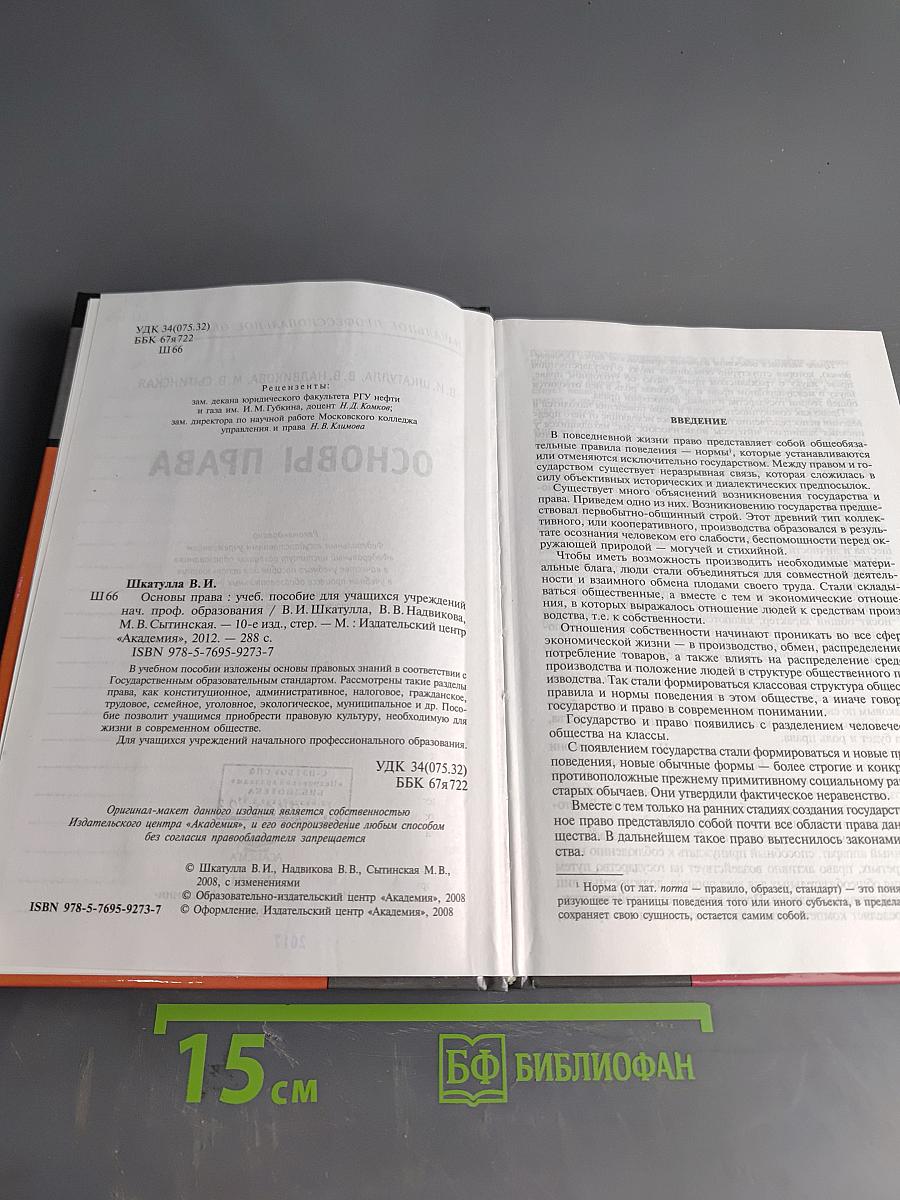 УДК 34(075.32)
ББК 67я722
Ш66
Рецензенты:
зам. декана юридического факультета РГУ нефти
и газа им. И.М.Губкина, доцент Н.Д.Комков;
зам. директора по научной работе Московского колледжа
управления и права Н.В.Климова
Шкатулла В.И.
Ш66 Основы права : учеб. пособие для учащихся учреждений
нач. проф. образования / В.И.Шкатулла, В.В.Надвикова,
М.В.Сытинская. — 10-е изд., стер. — М. : Издательский центр
«Академия», 2012. — 288 с.
ISBN 978-5-7695-9273-7
В учебном пособии изложены основы правовых знаний в соответствии с
Государственным образовательным стандартом. Рассмотрены такие разделы
права, как конституционное, административное, налоговое, гражданское,
трудовое, семейное, уголовное, экологическое, муниципальное и др. Посо-
бие позволит учащимся приобрести правовую культуру, необходимую для
жизни в современном обществе.
Для учащихся учреждений начального профессионального образования.
УДК 34(075.32)
ББК 67я722
Оригинал-макет данного издания является собственностью
Издательского центра «Академия», и его воспроизведение любым способом
без согласия правообладателя запрещается
© Шкатулла В.И., Надвикова В.В., Сытинская М.В.,
2008, с изменениями
© Образовательно-издательский центр «Академия», 2008
ISBN 978-5-7695-9273-7 © Оформление. Издательский центр «Академия», 2008
ВВЕДЕНИЕ
В повседневной жизни право представляет собой общеобяза-
тельные правила поведения — нормы¹, которые устанавливаются
или отменяются исключительно государством. Между правом и го-
сударством существует неразрывная связь, которая сложилась в
силу объективных исторических и диалектических предпосылок.
Существует много объяснений возникновения государства и
права. Приведем одно из них. Возникновению государства предше-
ствовал первобытно-общинный строй. Этот древний тип коллек-
тивного, или кооперативного, производства образовался в резуль-
тате осознания человеком его слабости, беспомощности перед ок-
ружающей природой — могучей и стихийной.
Чтобы иметь возможность производить необходимые матери-
альные блага, люди стали объединяться для совместной деятель-
ности и взаимного обмена плодами своего труда. Стали склады-
ваться общественные, а вместе с тем и экономические отноше-
ния, в которых выражалось отношение людей к средствам произ
водства, т.е. к собственности.
Отношения собственности начинают проникать во все сфер
экономической жизни — в производство, обмен, распределение
потребление товаров, а также влиять на распределение сред
производства и положение людей в структуре общественного п
изводства. Так стали формироваться классовая структура общес
правила и нормы поведения в этом обществе, а иначе говор
государство и право в современном понимании.
Государство и право появились с разделением человече
общества на классы.
С появлением государства стали формироваться и новые п
поведения, новые обычные формы — более строгие и конкр
противоположные прежнему примитивному социальному ра
старых обычаев. Они утвердили фактическое неравенство.
Вместе с тем только на ранних стадиях создания государст
ное право представляло собой почти все области права дан
щества. В дальнейшем такое право вытеснилось законами
ства.
¹ Норма (от лат. norma — правило, образец, стандарт) — это поня
ризующее те границы поведения того или иного субъекта, в предела
сохраняет свою сущность, остается самим собой.
15 см
БФ БИБЛИОФАН